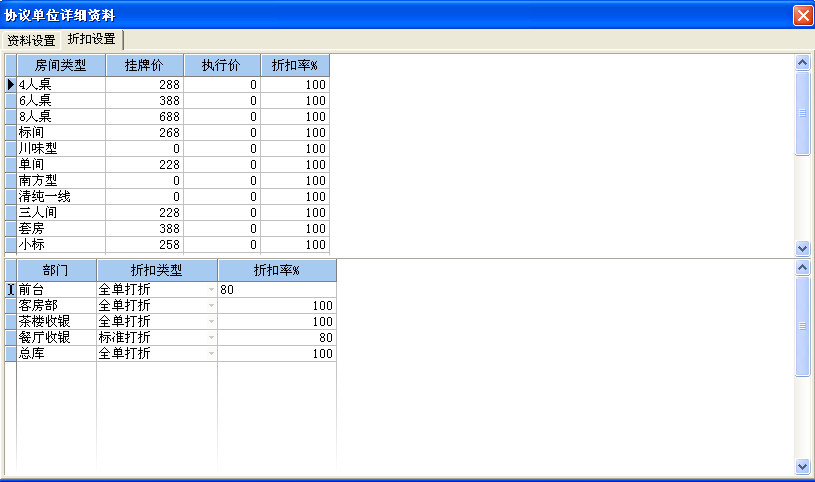 协议单位详细资料
资料设置 折扣设置
房间类型 挂牌价 执行价 折扣率%
4人桌 288 0 100
6人桌 388 0 100
8人桌 688 0 100
标间 268 0 100
川味型 0 0 100
单间 228 0 100
南方型 0 0 100
清纯一线 0 0 100
三人间 228 0 100
套房 388 0 100
小标 258 0 100
部门 折扣类型 折扣率%
前台 全单打折 80
客房部 全单打折 100
茶楼收银 全单打折 100
餐厅收银 标准打折 80
总库 全单打折 100